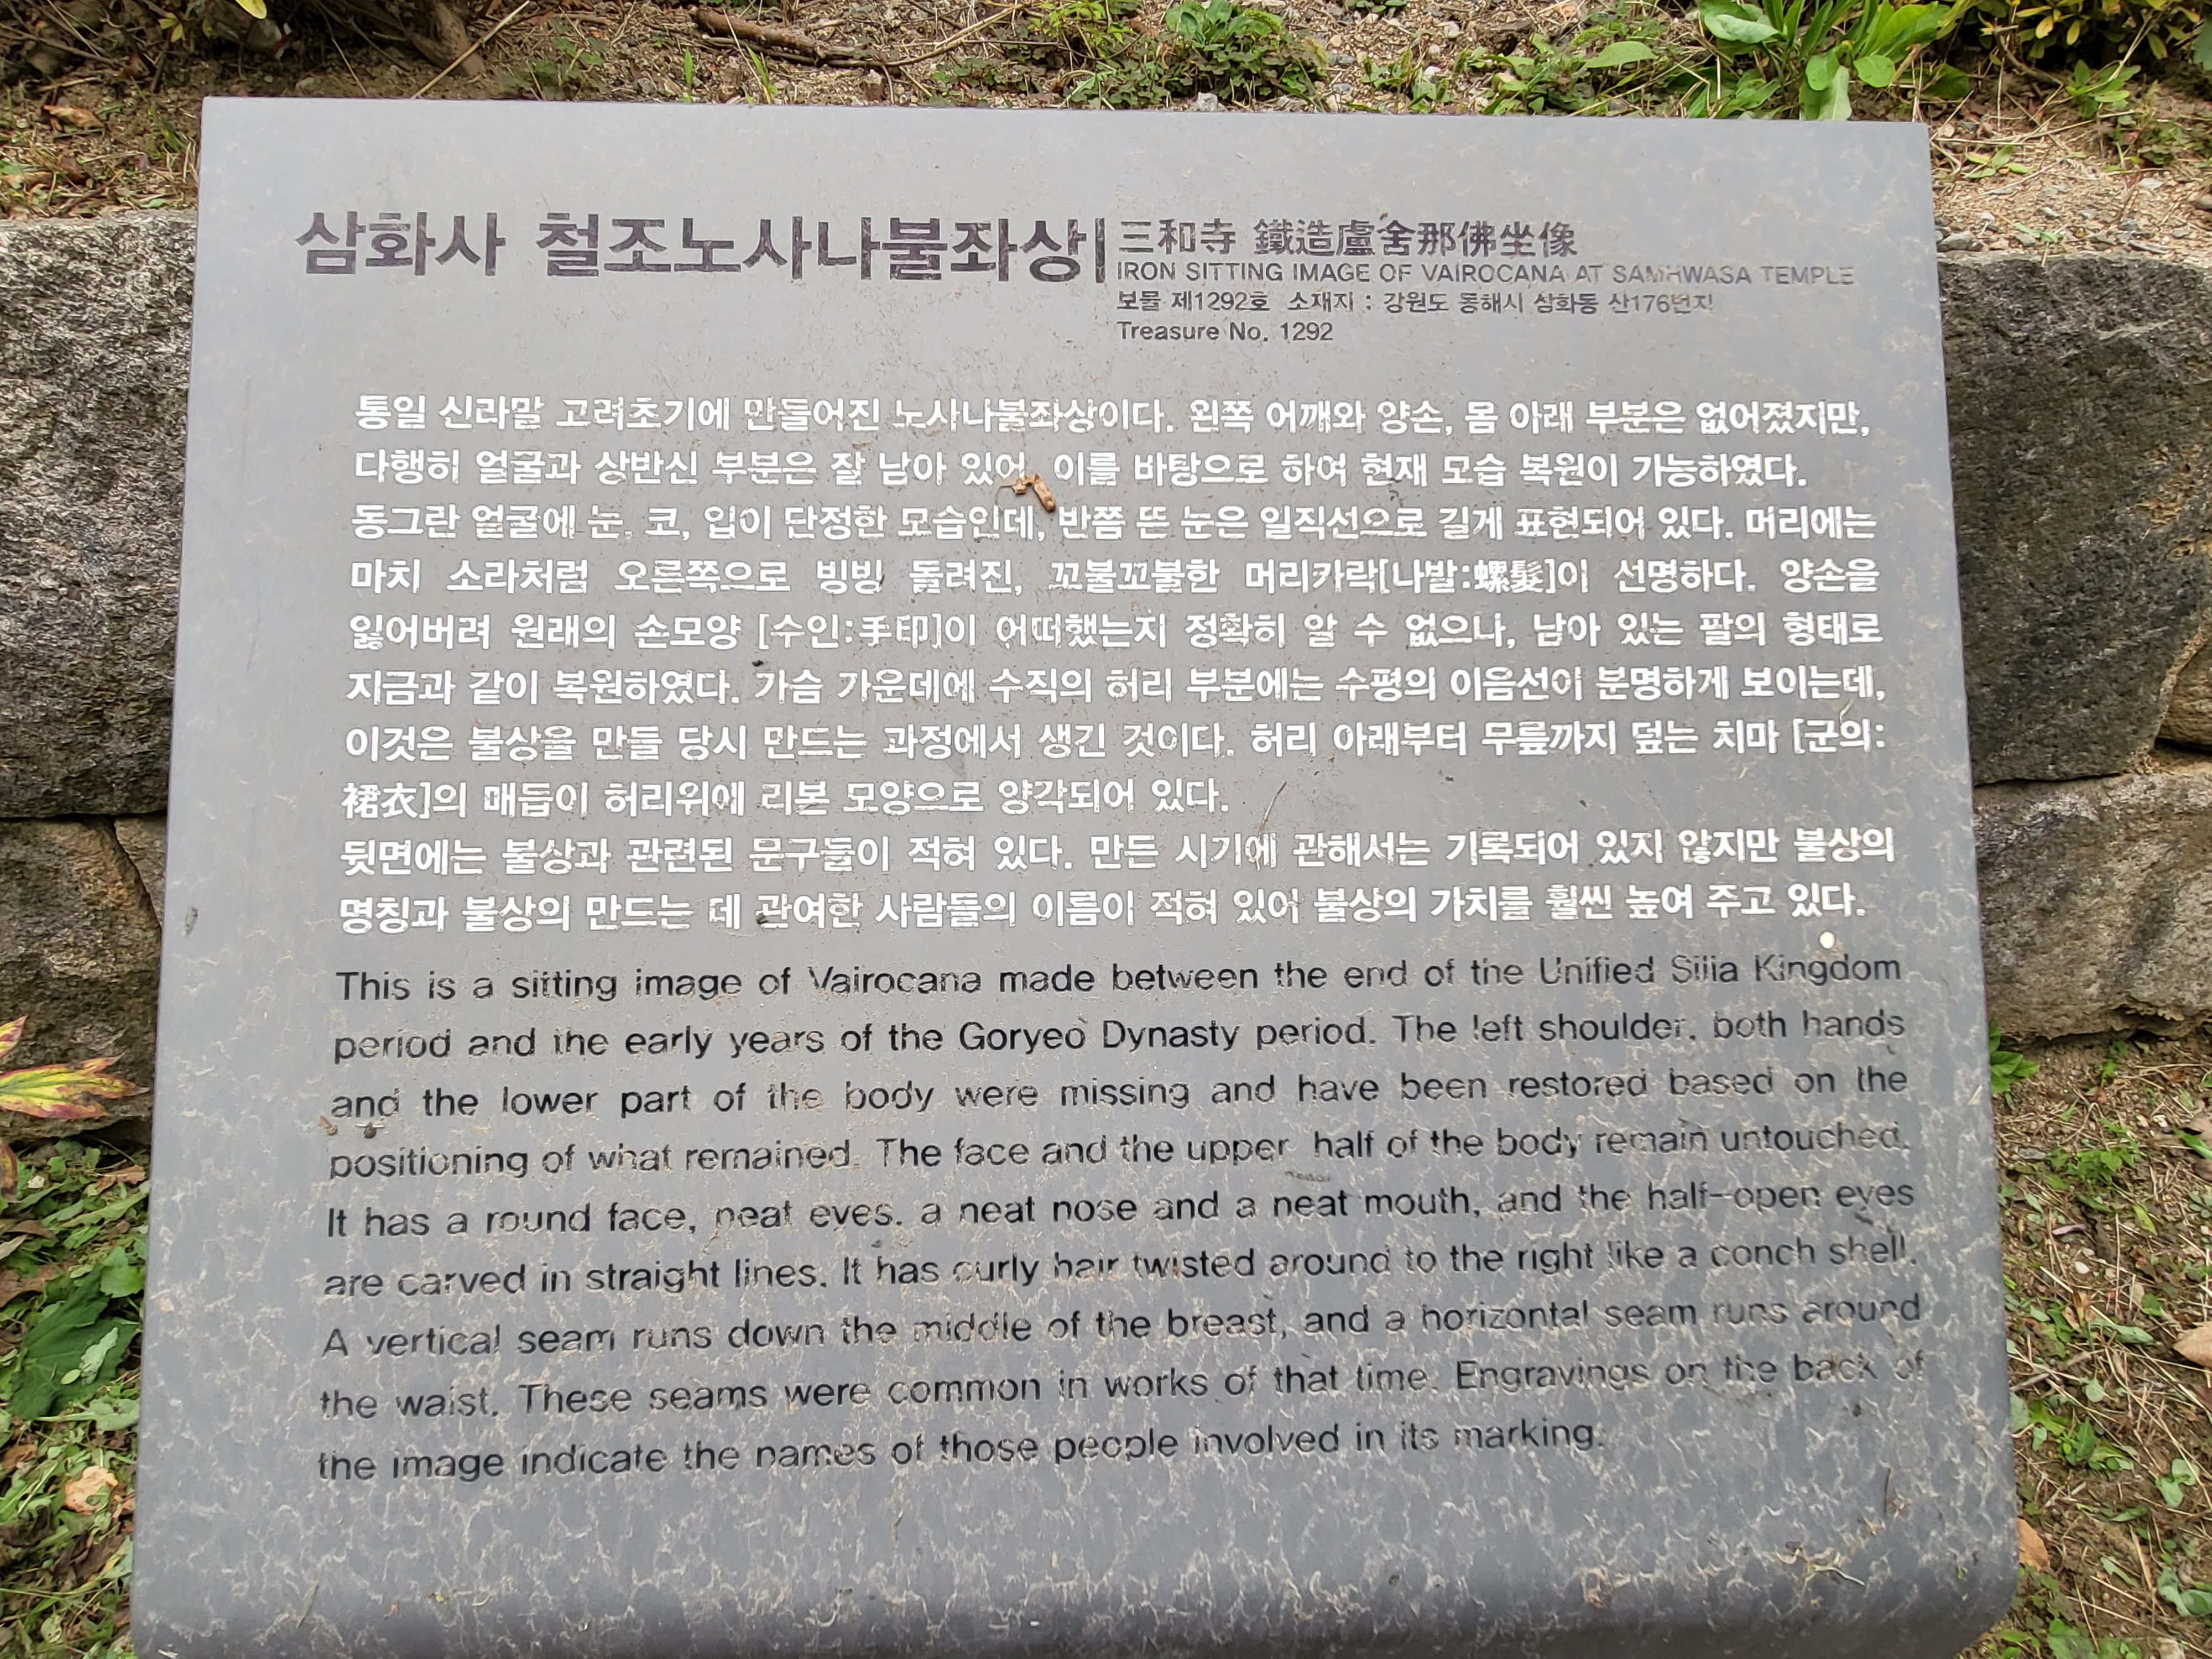 삼화사 철조노사나불좌상
三和寺 鐵造盧舍那佛坐像
IRON SITTING IMAGE OF VAIROCANA AT SAMHWASA TEMPLE
보물 제1292호 소재지 : 강원도 동해시 삼화동 산176번지
Treasure No. 1292
통일 신라말 고려초기에 만들어진 노사나불좌상이다. 왼쪽 어깨와 양손, 몸 아래 부분은 없어졌지만,
다행히 얼굴과 상반신 부분은 잘 남아 있어, 이를 바탕으로 하여 현재 모습 복원이 가능하였다.
동그란 얼굴에 눈, 코, 입이 단정한 모습인데, 반쯤 뜬 눈은 일직선으로 길게 표현되어 있다. 머리에는
마치 소라처럼 오른쪽으로 빙빙 돌려진, 꼬불꼬불한 머리카락[나발:螺髮]이 선명하다. 양손을
잃어버려 원래의 손모양 [수인:手印]이 어떠했는지 정확히 알 수 없으나, 남아 있는 팔의 형태로
지금과 같이 복원하였다. 가슴 가운데에 수직의 허리 부분에는 수평의 이음선이 분명하게 보이는데,
이것은 불상을 만들 당시 만드는 과정에서 생긴 것이다. 허리 아래부터 무릎까지 덮는 치마 [군의:
裙衣]의 매듭이 허리위에 리본 모양으로 양각되어 있다.
뒷면에는 불상과 관련된 문구들이 적혀 있다. 만든 시기에 관해서는 기록되어 있지 않지만 불상의
명칭과 불상의 만드는 데 관여한 사람들의 이름이 적혀 있어 불상의 가치를 훨씬 높여 주고 있다.
This is a sitting image of Vairocana made between the end of the Unified Silla Kingdom
period and the early years of the Goryeo Dynasty period. The left shoulder, both hands
and the lower part of the body were missing and have been restored based on the
positioning of what remained. The face and the upper half of the body remain untouched.
It has a round face, neat eyes, a neat nose and a neat mouth, and the half-open eyes
are carved in straight lines. It has curly hair twisted around to the right like a conch shell.
A vertical seam runs down the middle of the breast, and a horizontal seam runs around
the waist. These seams were common in works of that time. Engravings on the back of
the image indicate the names of those people involved in its marking.